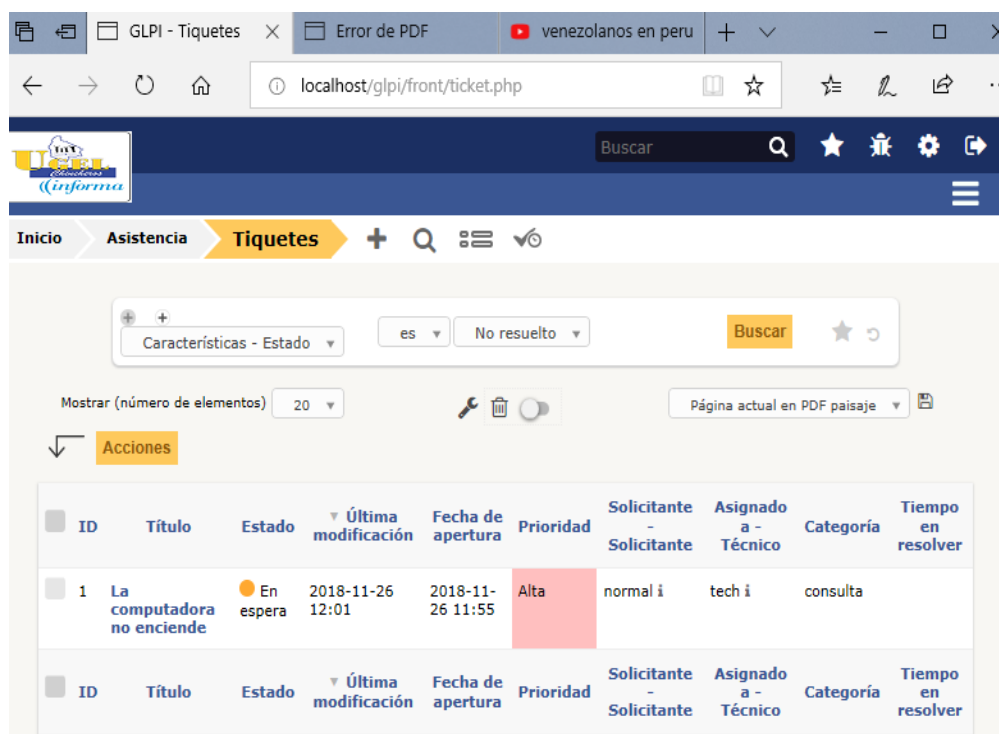 GLPI - Tiquetes
Error de PDF
venezolanos en peru
localhost/glpi/front/ticket.php
UGEL
Chincheros
informa
Buscar
Inicio
Asistencia
Tiquetes
Características - Estado
es
No resuelto
Buscar
Mostrar (número de elementos)
20
Página actual en PDF paisaje
Acciones
ID Título Estado Última modificación Fecha de apertura Prioridad Solicitante - Solicitante Asignado a - Técnico Categoría Tiempo en resolver
1 La computadora no enciende En espera 2018-11-26 12:01 2018-11-26 11:55 Alta normal i tech i consulta
ID Título Estado Última modificación Fecha de apertura Prioridad Solicitante - Solicitante Asignado a - Técnico Categoría Tiempo en resolver